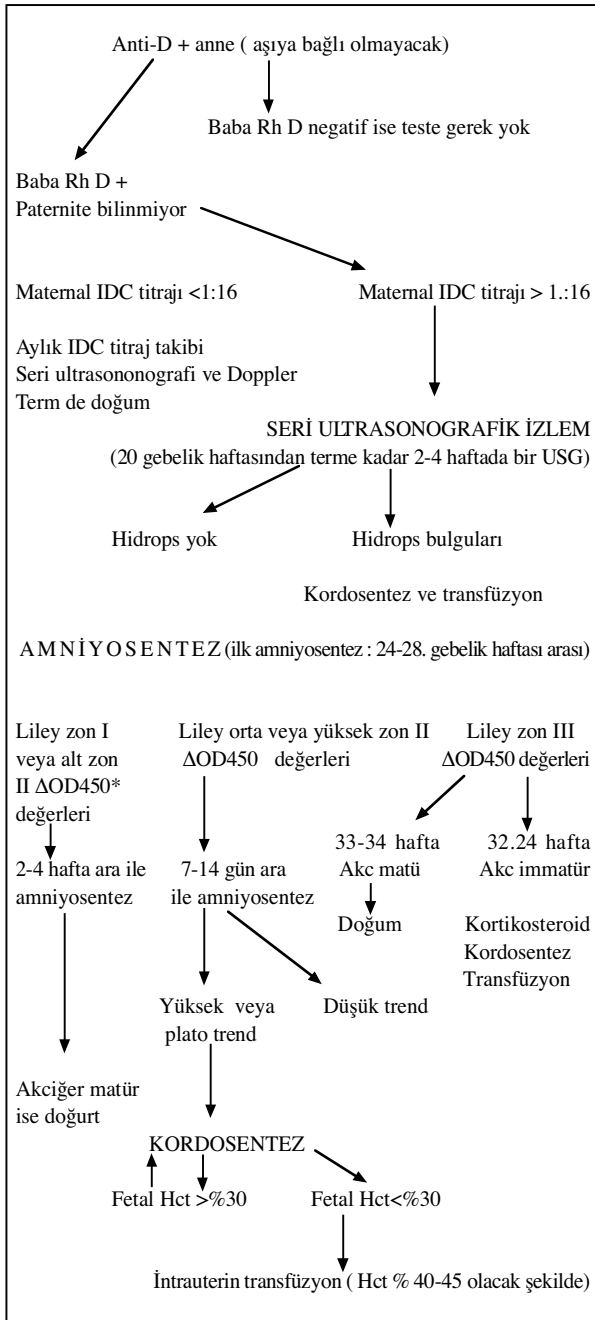 Anti-D + anne ( aşıya bağlı olmayacak)
Baba Rh D negatif ise teste gerek yok
Baba Rh D +
Paternite bilinmiyor
Maternal IDC titrajı <1:16
Maternal IDC titrajı > 1.:16
Aylık IDC titraj takibi
Seri ultrasononografi ve Doppler
Term de doğum
SERİ ULTRASONOGRAFİK İZLEM
(20 gebelik haftasından terme kadar 2-4 haftada bir USG)
Hidrops yok
Hidrops bulguları
Kordosentez ve transfüzyon
AMNİYOSENTEZ (ilk amniyosentez : 24-28. gebelik haftası arası)
Liley zon I
veya alt zon
II ΔOD450*
değerleri
Liley orta veya yüksek zon II
ΔOD450 değerleri
Liley zon III
ΔOD450 değerleri
2-4 hafta ara ile
amniyosentez
7-14 gün ara
ile amniyosentez
33-34 hafta
Akc matü
32.24 hafta
Akc immatür
Doğum
Kortikosteroid
Kordosentez
Transfüzyon
Yüksek veya
plato trend
Düşük trend
Akciğer matür
ise doğurt
KORDOSENTEZ
Fetal Hct >%30
Fetal Hct<%30
İntrauterin transfüzyon ( Hct % 40-45 olacak şekilde)